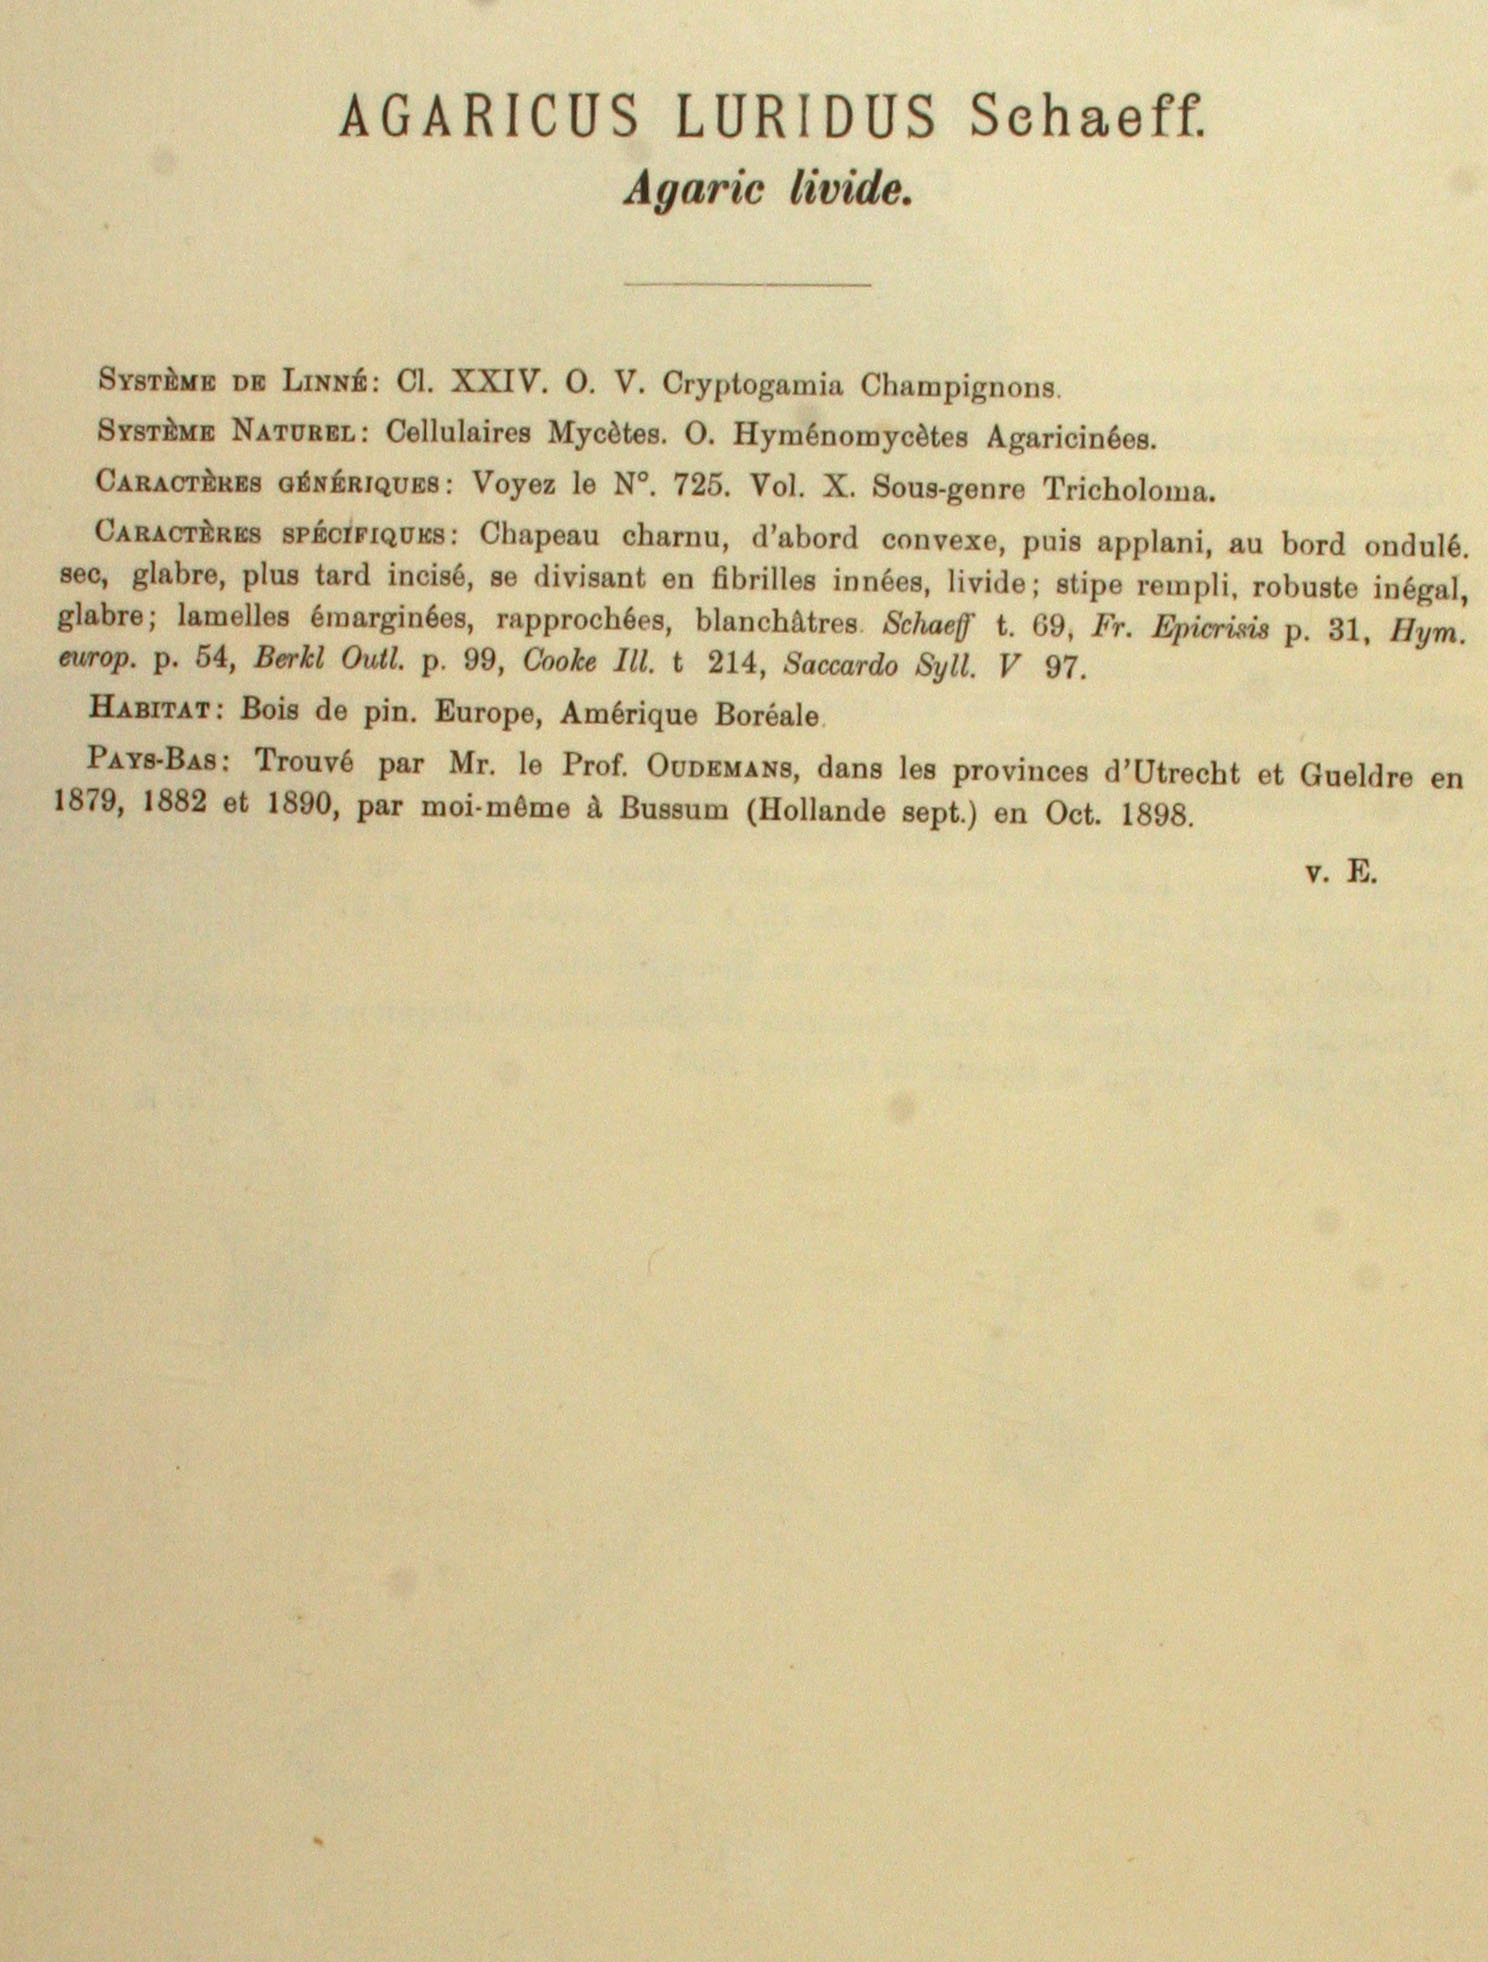 AGARICUS LURIDUS Schaeff.
Agaric livide.
Système de Linné: Cl. XXIV. O. V. Cryptogamia Champignons.
Système Naturel: Cellulaires Mycètes. O. Hyménomycètes Agaricinées.
Caractères génériques: Voyez le N°. 725. Vol. X. Sous-genre Tricholoma.
Caractères spécifiques: Chapeau charnu, d'abord convexe, puis applani, au bord ondulé.
sec, glabre, plus tard incisé, se divisant en fibrilles innées, livide; stipe rempli, robuste inégal,
glabre; lamelles émarginées, rapprochées, blanchâtres. Schaeff t. 69, Fr. Epicrisis p. 31, Hym.
europ. p. 54, Berkl Outl. p. 99, Cooke Ill. t 214, Saccardo Syll. V 97.
Habitat: Bois de pin. Europe, Amérique Boréale.
Pays-Bas: Trouvé par Mr. le Prof. Oudemans, dans les provinces d'Utrecht et Gueldre en
1879, 1882 et 1890, par moi-même à Bussum (Hollande sept.) en Oct. 1898.
v. E.